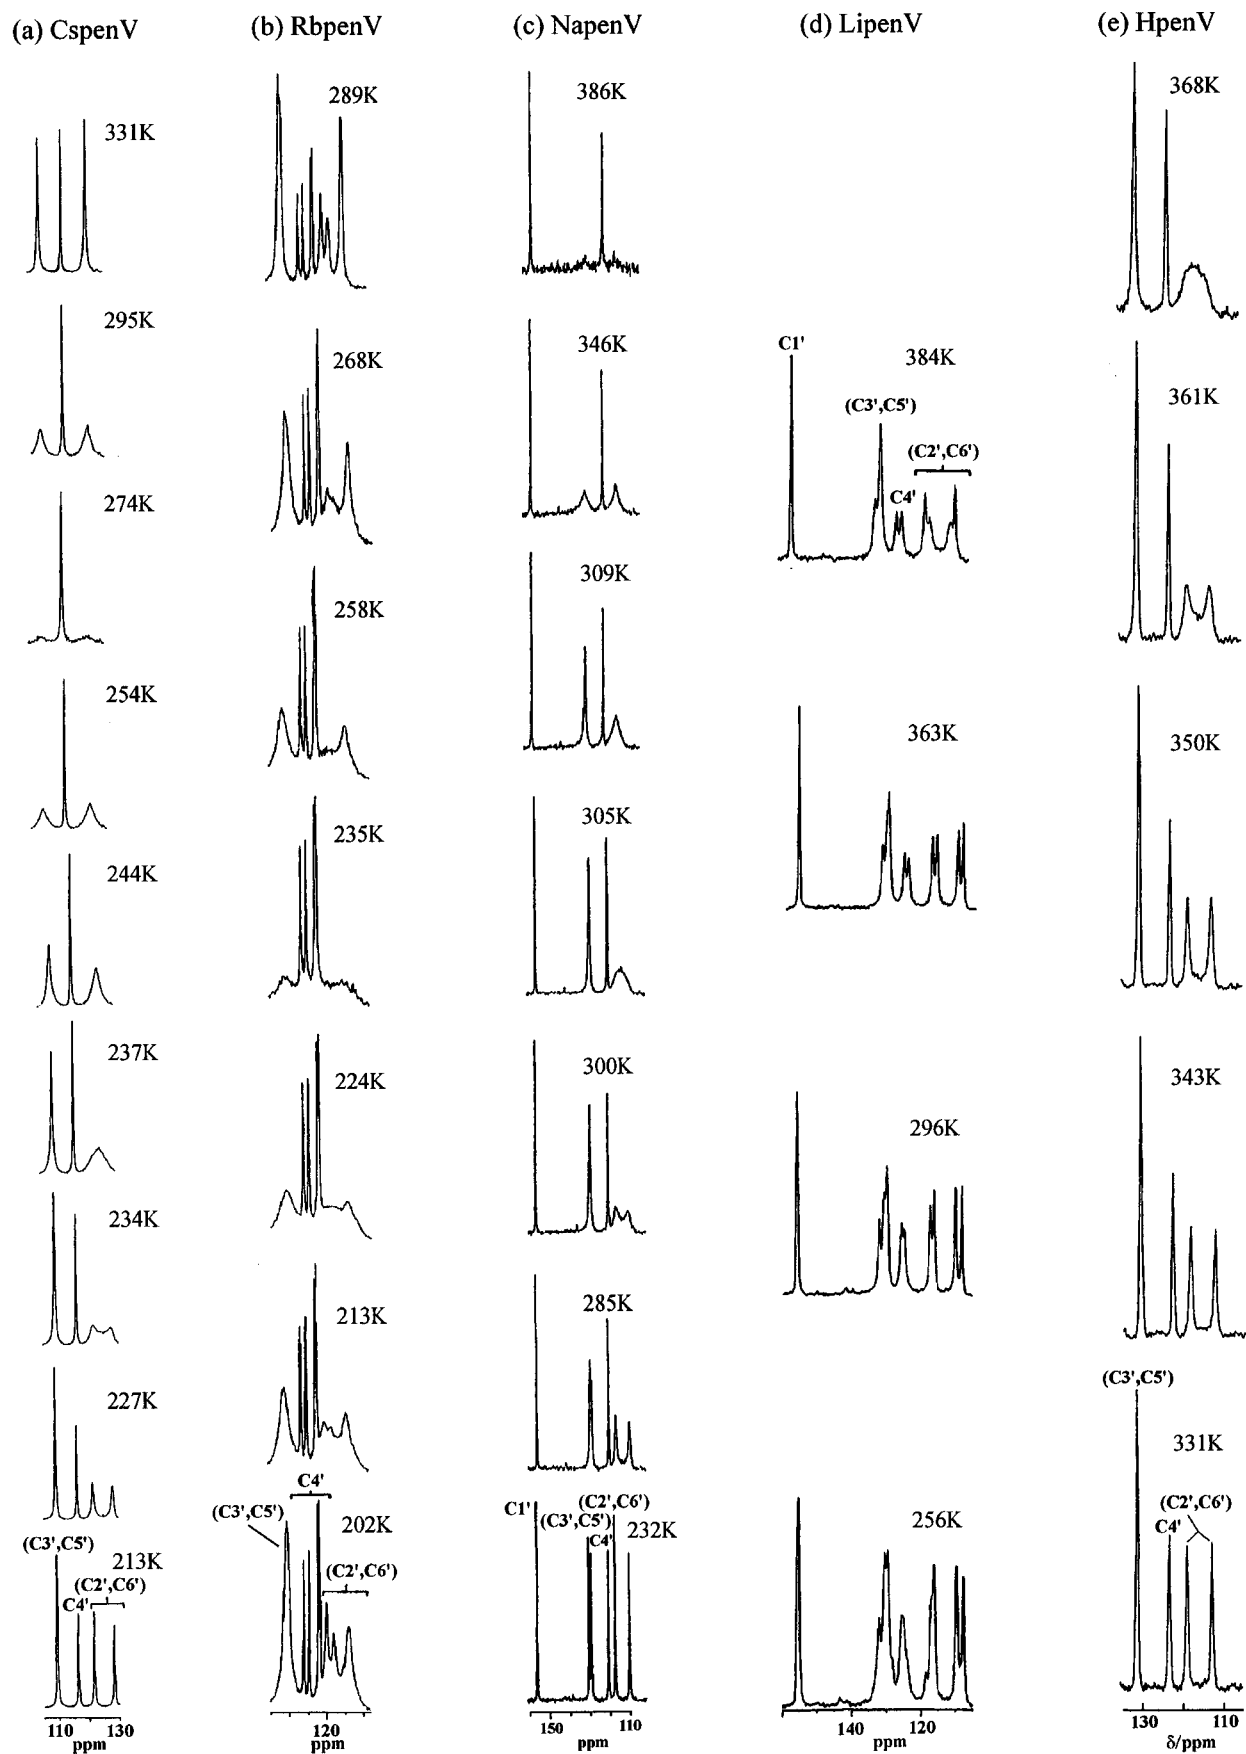 (a) CspenV
331K
295K
274K
254K
244K
237K
234K
227K
(C3',C5')
213K
(C2',C6')
C4'
110 130
ppm
(b) RbpenV
289K
268K
258K
235K
224K
213K
C4'
(C3',C5')
202K
(C2',C6')
120
ppm
(c) NapenV
386K
346K
309K
305K
300K
285K
C1'
(C2',C6')
(C3',C5')
232K
C4'
150 110
ppm
(d) LipenV
C1'
384K
(C3',C5')
(C2',C6')
C4'
363K
296K
256K
140 120
ppm
(e) HpenV
368K
361K
350K
343K
(C3',C5')
331K
(C2',C6')
C4'
130 110
δ/ppm